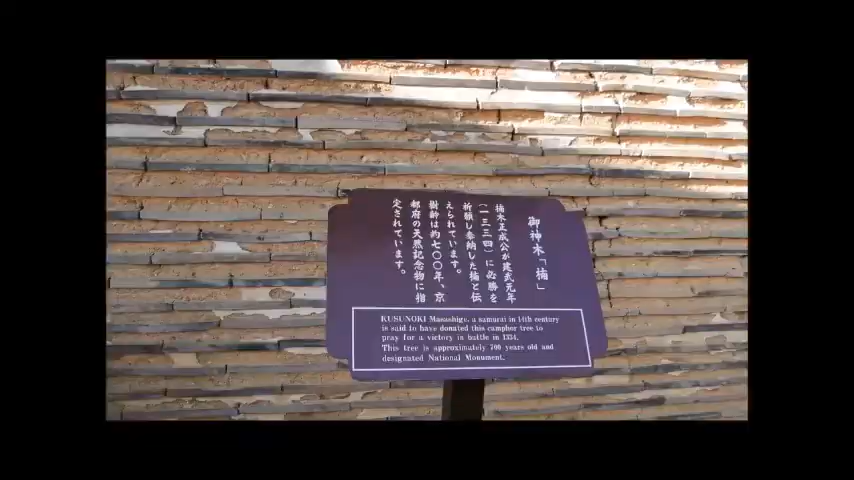 御神木「楠」
楠木正成公が建武元年
(一三三四)に必勝を
祈願し奉納した楠と伝
えられています。
樹齢は約七〇〇年、京
都府の天然記念物に指
定されています。
KUSUNOKI Masashige, a samurai in 14th century
is said to have donated this camphor tree to
pray for a victory in battle in 1334.
This tree is approximately 700 years old and
designated National Monument.